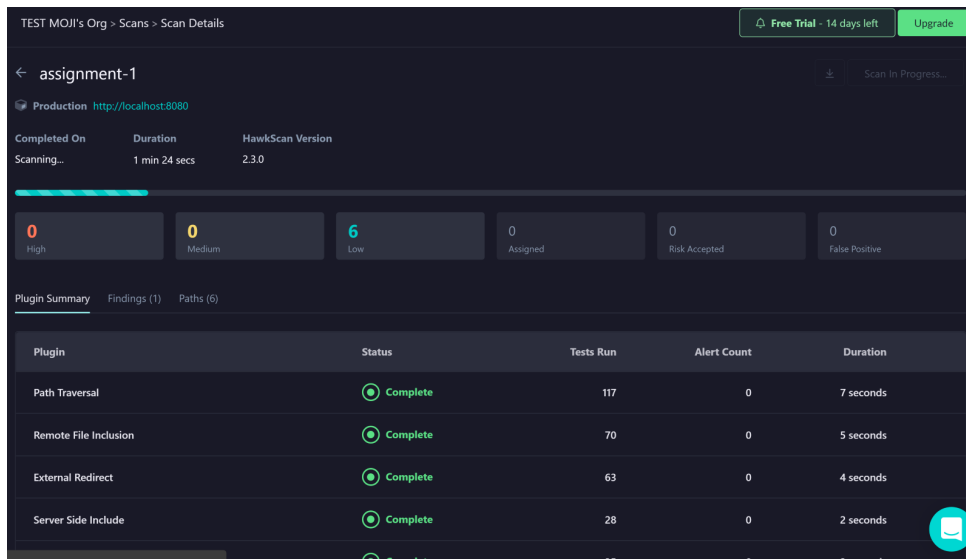 TEST MOJI's Org > Scans > Scan Details
Free Trial - 14 days left
Upgrade
← assignment-1
Scan In Progress...
Production http://localhost:8080
Completed On Duration HawkScan Version
Scanning... 1 min 24 secs 2.3.0
0 0 6 0 0 0
High Medium Low Assigned Risk Accepted False Positive
Plugin Summary Findings (1) Paths (6)
Plugin Status Tests Run Alert Count Duration
Path Traversal Complete 117 0 7 seconds
Remote File Inclusion Complete 70 0 5 seconds
External Redirect Complete 63 0 4 seconds
Server Side Include Complete 28 0 2 seconds